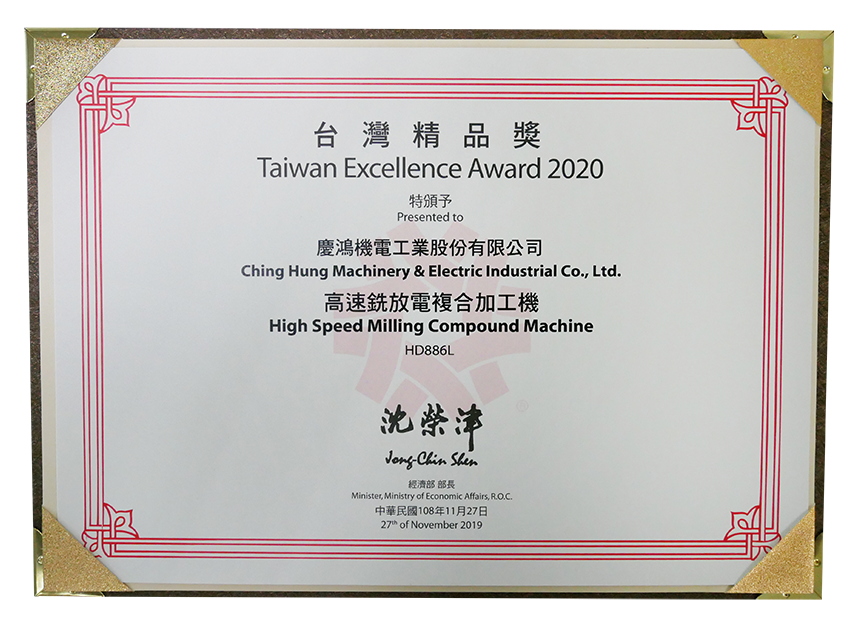 台灣精品獎
Taiwan Excellence Award 2020
特頒予
Presented to
慶鴻機電工業股份有限公司
Ching Hung Machinery & Electric Industrial Co., Ltd.
高速銑放電複合加工機
High Speed Milling Compound Machine
HD886L
沈榮津
Jong-Chin Shen
經濟部 部長
Minister, Ministry of Economic Affairs, R.O.C.
中華民國108年11月27日
27th of November 2019